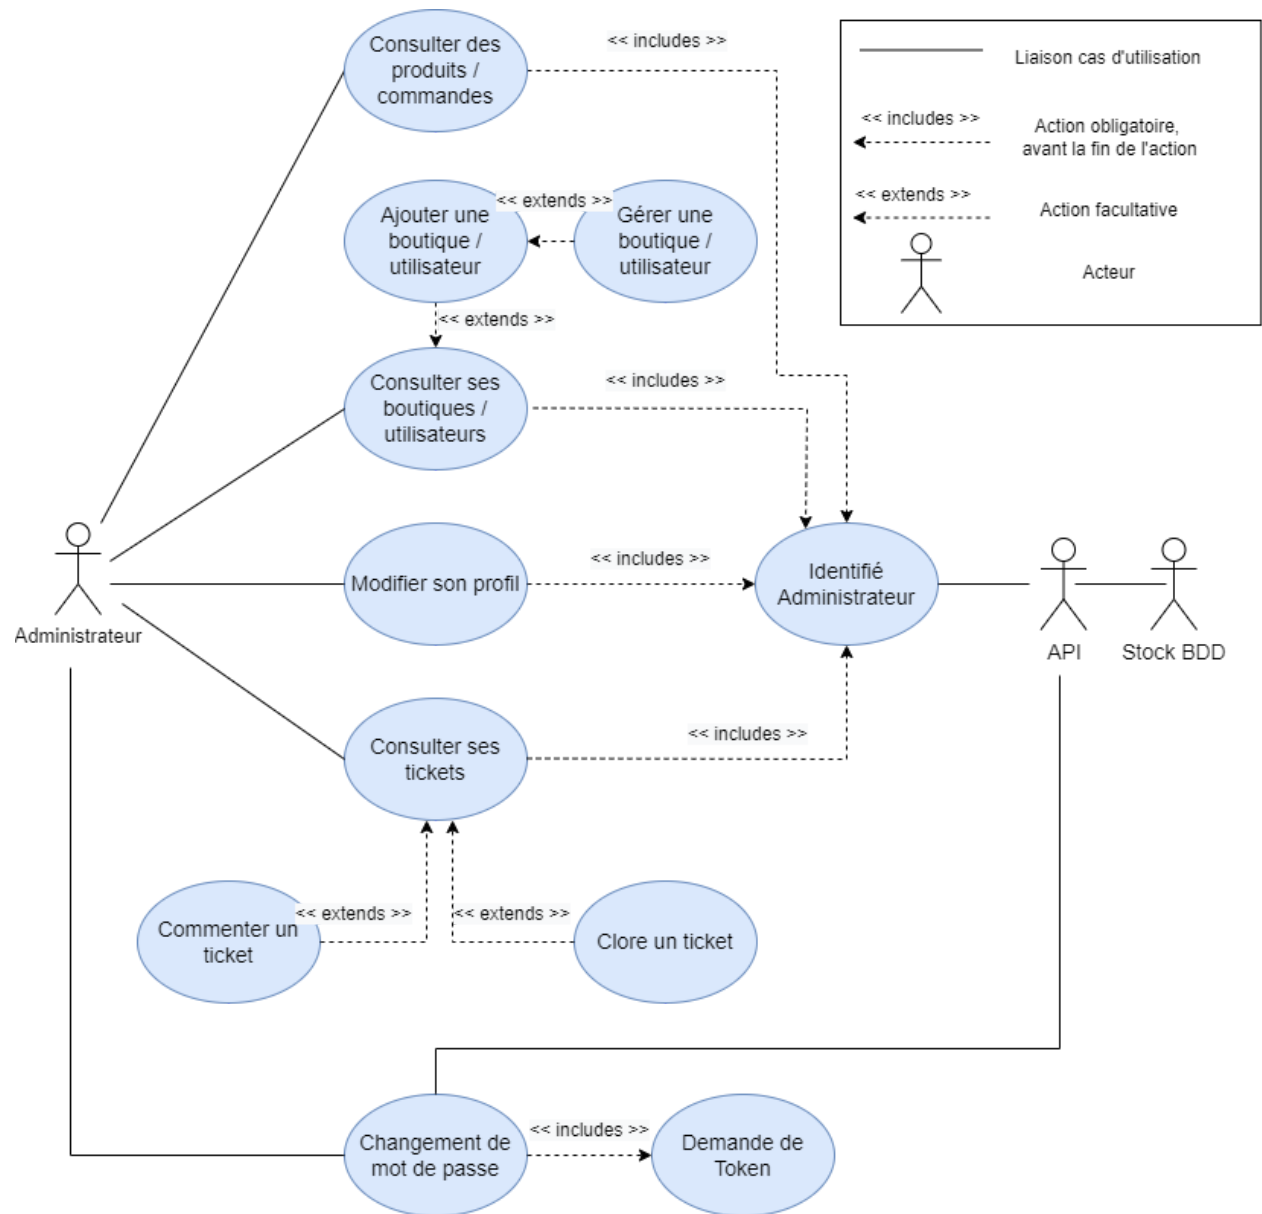 Consulter des
produits /
commandes
<< includes >>
Liaison cas d'utilisation
<< includes >>
Action obligatoire,
avant la fin de l'action
<< extends >>
Action facultative
Acteur
Ajouter une
boutique /
utilisateur
<< extends >>
Gérer une
boutique /
utilisateur
<< extends >>
Consulter ses
boutiques /
utilisateurs
<< includes >>
Administrateur
Modifier son profil
<< includes >>
Identifié
Administrateur
API
Stock BDD
Consulter ses
tickets
<< includes >>
Commenter un
ticket
<< extends >>
<< extends >>
Clore un ticket
Changement de
mot de passe
<< includes >>
Demande de
Token